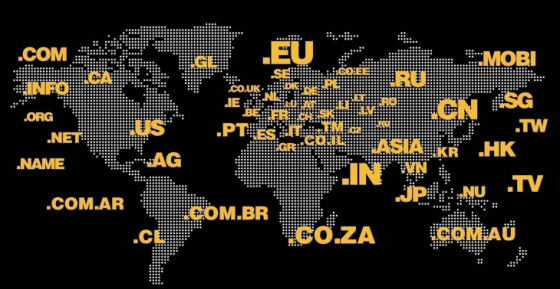 .COM
.INFO
.CA
.ORG
.NET
.US
.NAME
.AG
.COM.AR
.COM.BR
.CL
.GL
.EU
.SE
.CO.EE
.CO.UK
.DK
.DE
.PL
.RU
.MOBI
.IE
.NL
.AT
.LI
.LT
.RO
.BE
.FR
.CH
.SK
.LV
.CN
.SG
.PT
.ES
.IT
.TM
.CZ
.TW
.CO.IL
.GR
.ASIA
.KR
.HK
.IN
.VN
.JP
.NU
.TV
.CO.ZA
.COM.AU